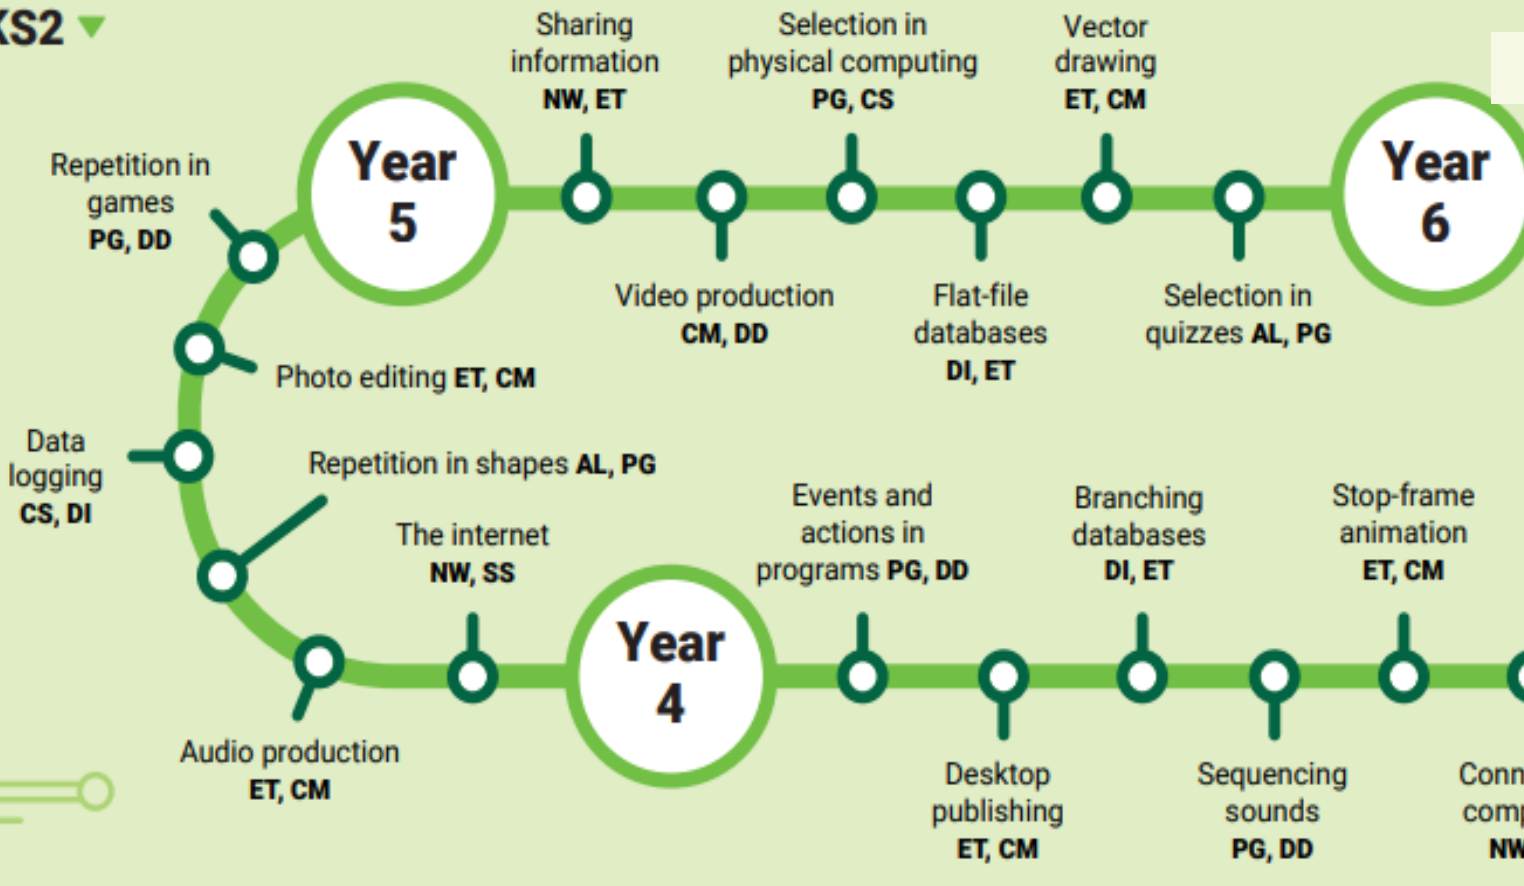 KS2
Sharing
information
NW, ET
Selection in
physical computing
PG, CS
Vector
drawing
ET, CM
Year
5
Year
6
Repetition in
games
PG, DD
Video production
CM, DD
Flat-file
databases
DI, ET
Selection in
quizzes AL, PG
Photo editing ET, CM
Data
logging
CS, DI
Repetition in shapes AL, PG
The internet
NW, SS
Events and
actions in
programs PG, DD
Branching
databases
DI, ET
Stop-frame
animation
ET, CM
Year
4
Audio production
ET, CM
Desktop
publishing
ET, CM
Sequencing
sounds
PG, DD
Conn
comp
NW